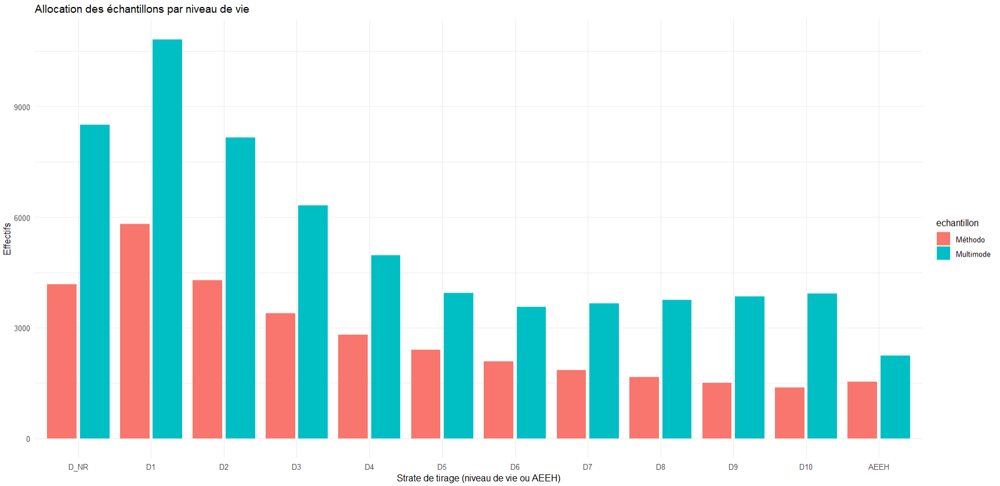 Allocation des échantillons par niveau de vie
Effectifs
9000
6000
3000
0
D_NR D1 D2 D3 D4 D5 D6 D7 D8 D9 D10 AEEH
Strate de tirage (niveau de vie ou AEEH)
echantillon
Méthodo
Multimode